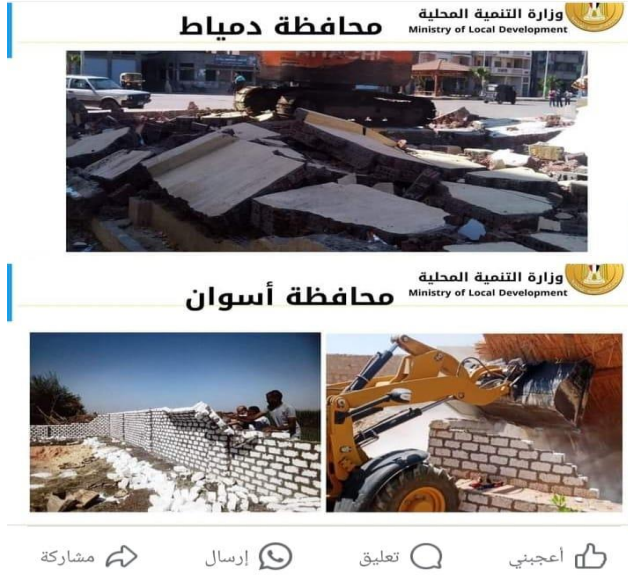 وزارة التنمية المحلية
Ministry of Local Development
محافظة دمياط
وزارة التنمية المحلية
Ministry of Local Development
محافظة أسوان
أعجبني
تعليق
إرسال
مشاركة